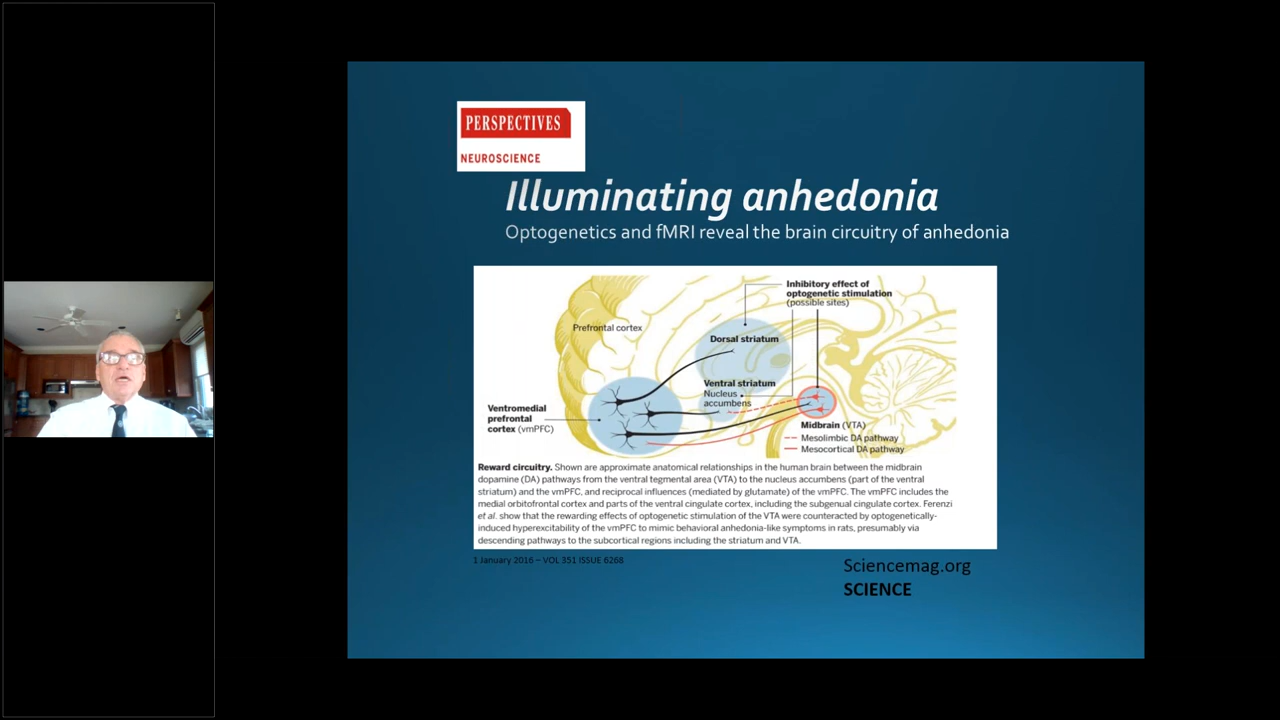 PERSPECTIVES
NEUROSCIENCE
Illuminating anhedonia
Optogenetics and fMRI reveal the brain circuitry of anhedonia
Inhibitory effect of
optogenetic stimulation
(possible sites)
Prefrontal cortex
Dorsal striatum
Ventral striatum
Nucleus
accumbens
Ventromedial
prefrontal
cortex (vmPFC)
Midbrain (VTA)
Mesolimbic DA pathway
Mesocortical DA pathway
Reward circuitry. Shown are approximate anatomical relationships in the human brain between the midbrain
dopamine (DA) pathways from the ventral tegmental area (VTA) to the nucleus accumbens (part of the ventral
striatum) and the vmPFC, and reciprocal influences (mediated by glutamate) of the vmPFC. The vmPFC includes the
medial orbitofrontal cortex and parts of the ventral cingulate cortex, including the subgenual cingulate cortex. Ferenzi
et al. show that the rewarding effects of optogenetic stimulation of the VTA were counteracted by optogenetically-
induced hyperexcitability of the vmPFC to mimic behavioral anhedonia-like symptoms in rats, presumably via
descending pathways to the subcortical regions including the striatum and VTA.
1 January 2016 – VOL 351 ISSUE 6268
Sciencemag.org
SCIENCE